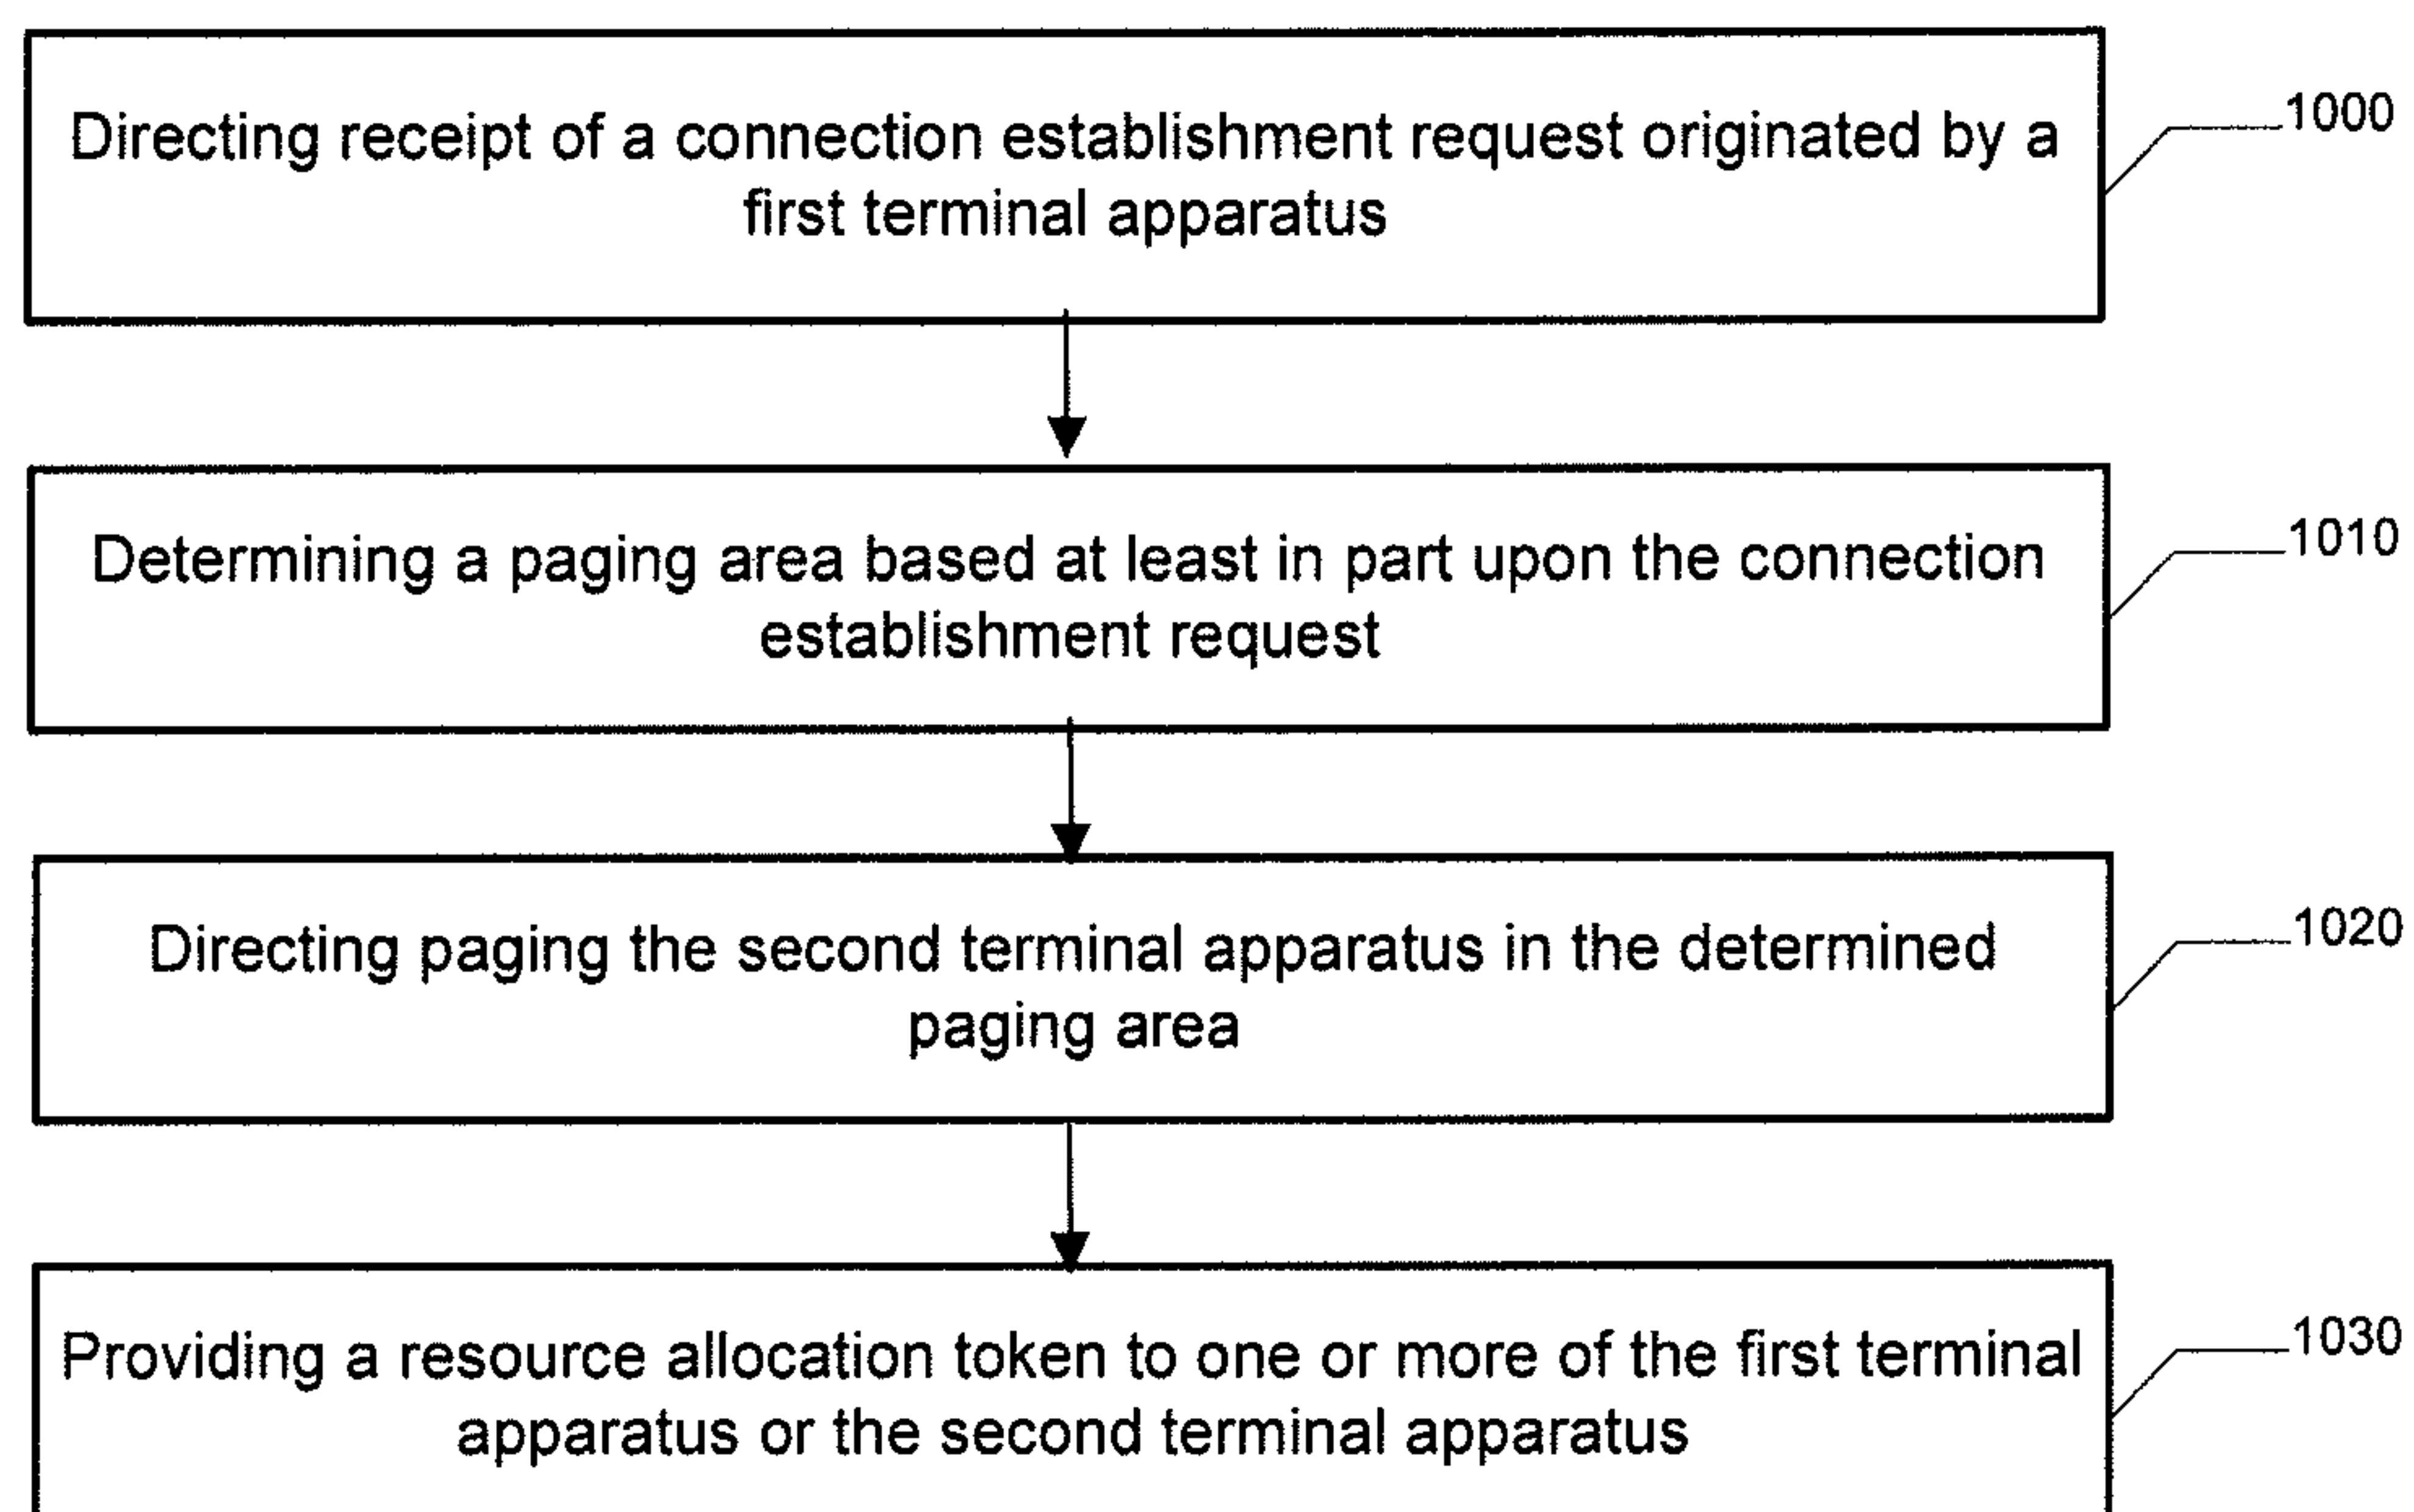 Directing receipt of a connection establishment request originated by a
first terminal apparatus
1000
Determining a paging area based at least in part upon the connection
establishment request
1010
Directing paging the second terminal apparatus in the determined
paging area
1020
Providing a resource allocation token to one or more of the first terminal
apparatus or the second terminal apparatus
1030